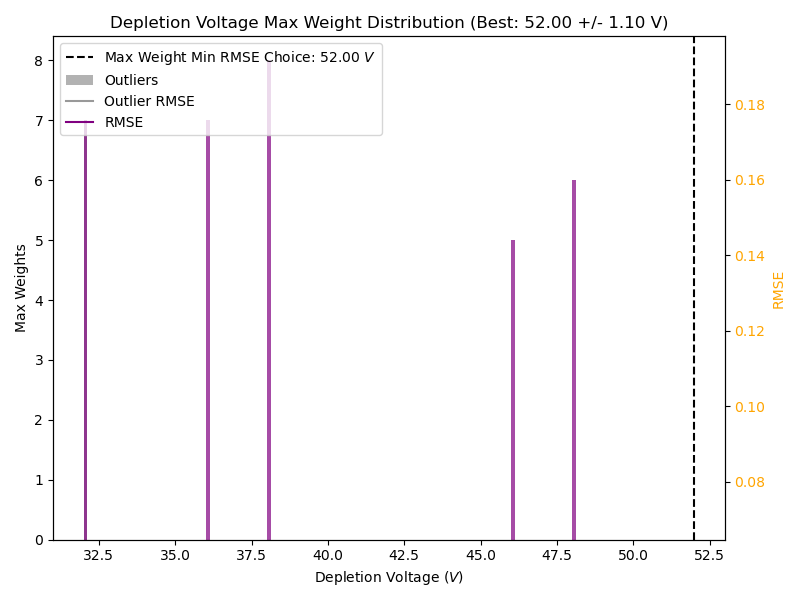 Depletion Voltage Max Weight Distribution (Best: 52.00 +/- 1.10 V)
Max Weight Min RMSE Choice: 52.00 V
Outliers
Outlier RMSE
RMSE
Max Weights
8
7
6
5
4
3
2
1
0
0.18
0.16
0.14
0.12
0.10
0.08
RMSE
32.5 35.0 37.5 40.0 42.5 45.0 47.5 50.0 52.5
Depletion Voltage (V)